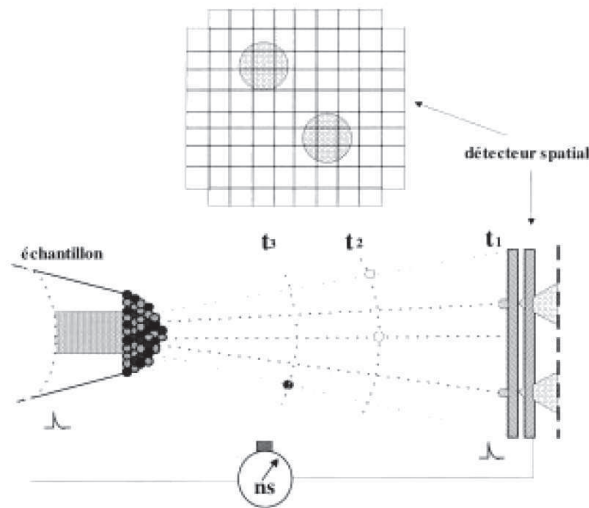 détecteur spatial
échantillon
t3
t2
t1
ns